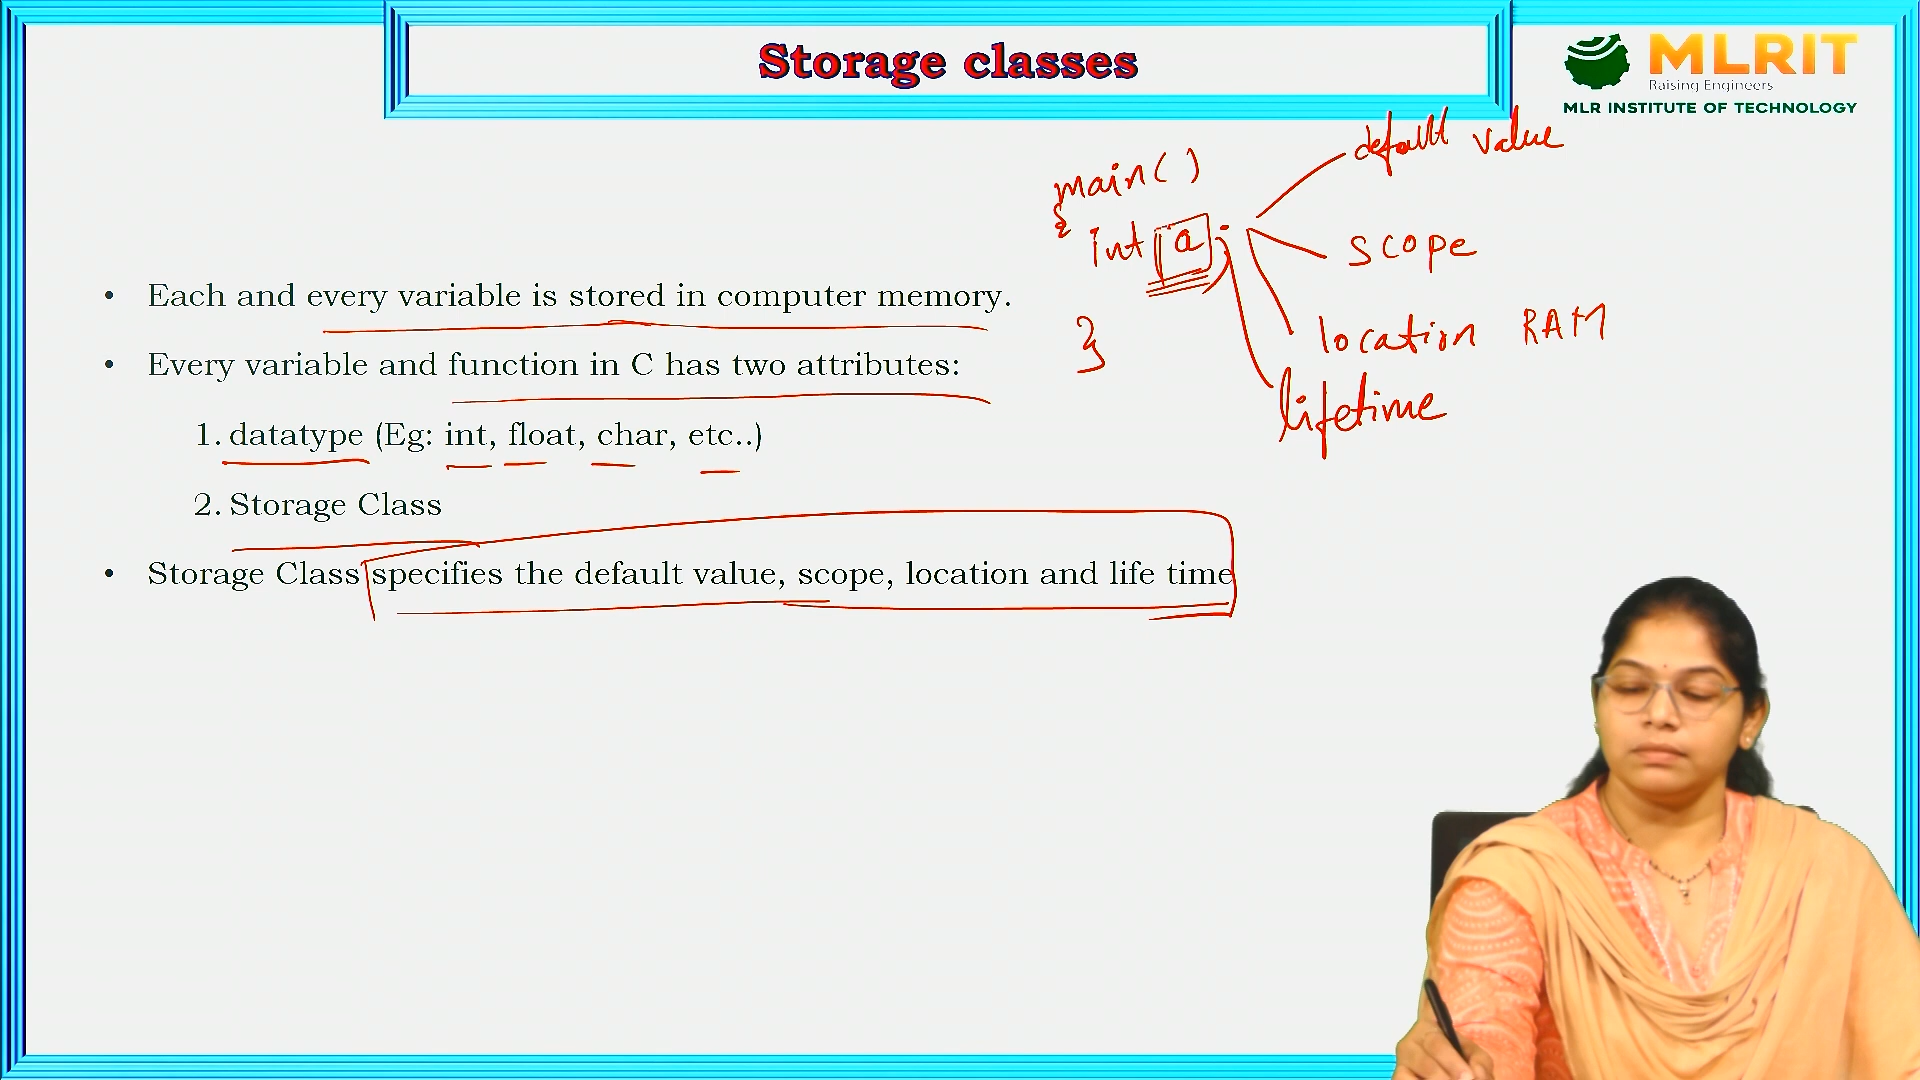 Storage classes
MLRIT
Raising Engineers
MLR INSTITUTE OF TECHNOLOGY
• Each and every variable is stored in computer memory.
• Every variable and function in C has two attributes:
1. datatype (Eg: int, float, char, etc..)
2. Storage Class
• Storage Class specifies the default value, scope, location and life time
main()
{
int a;
}
default value
scope
location RAM
lifetime